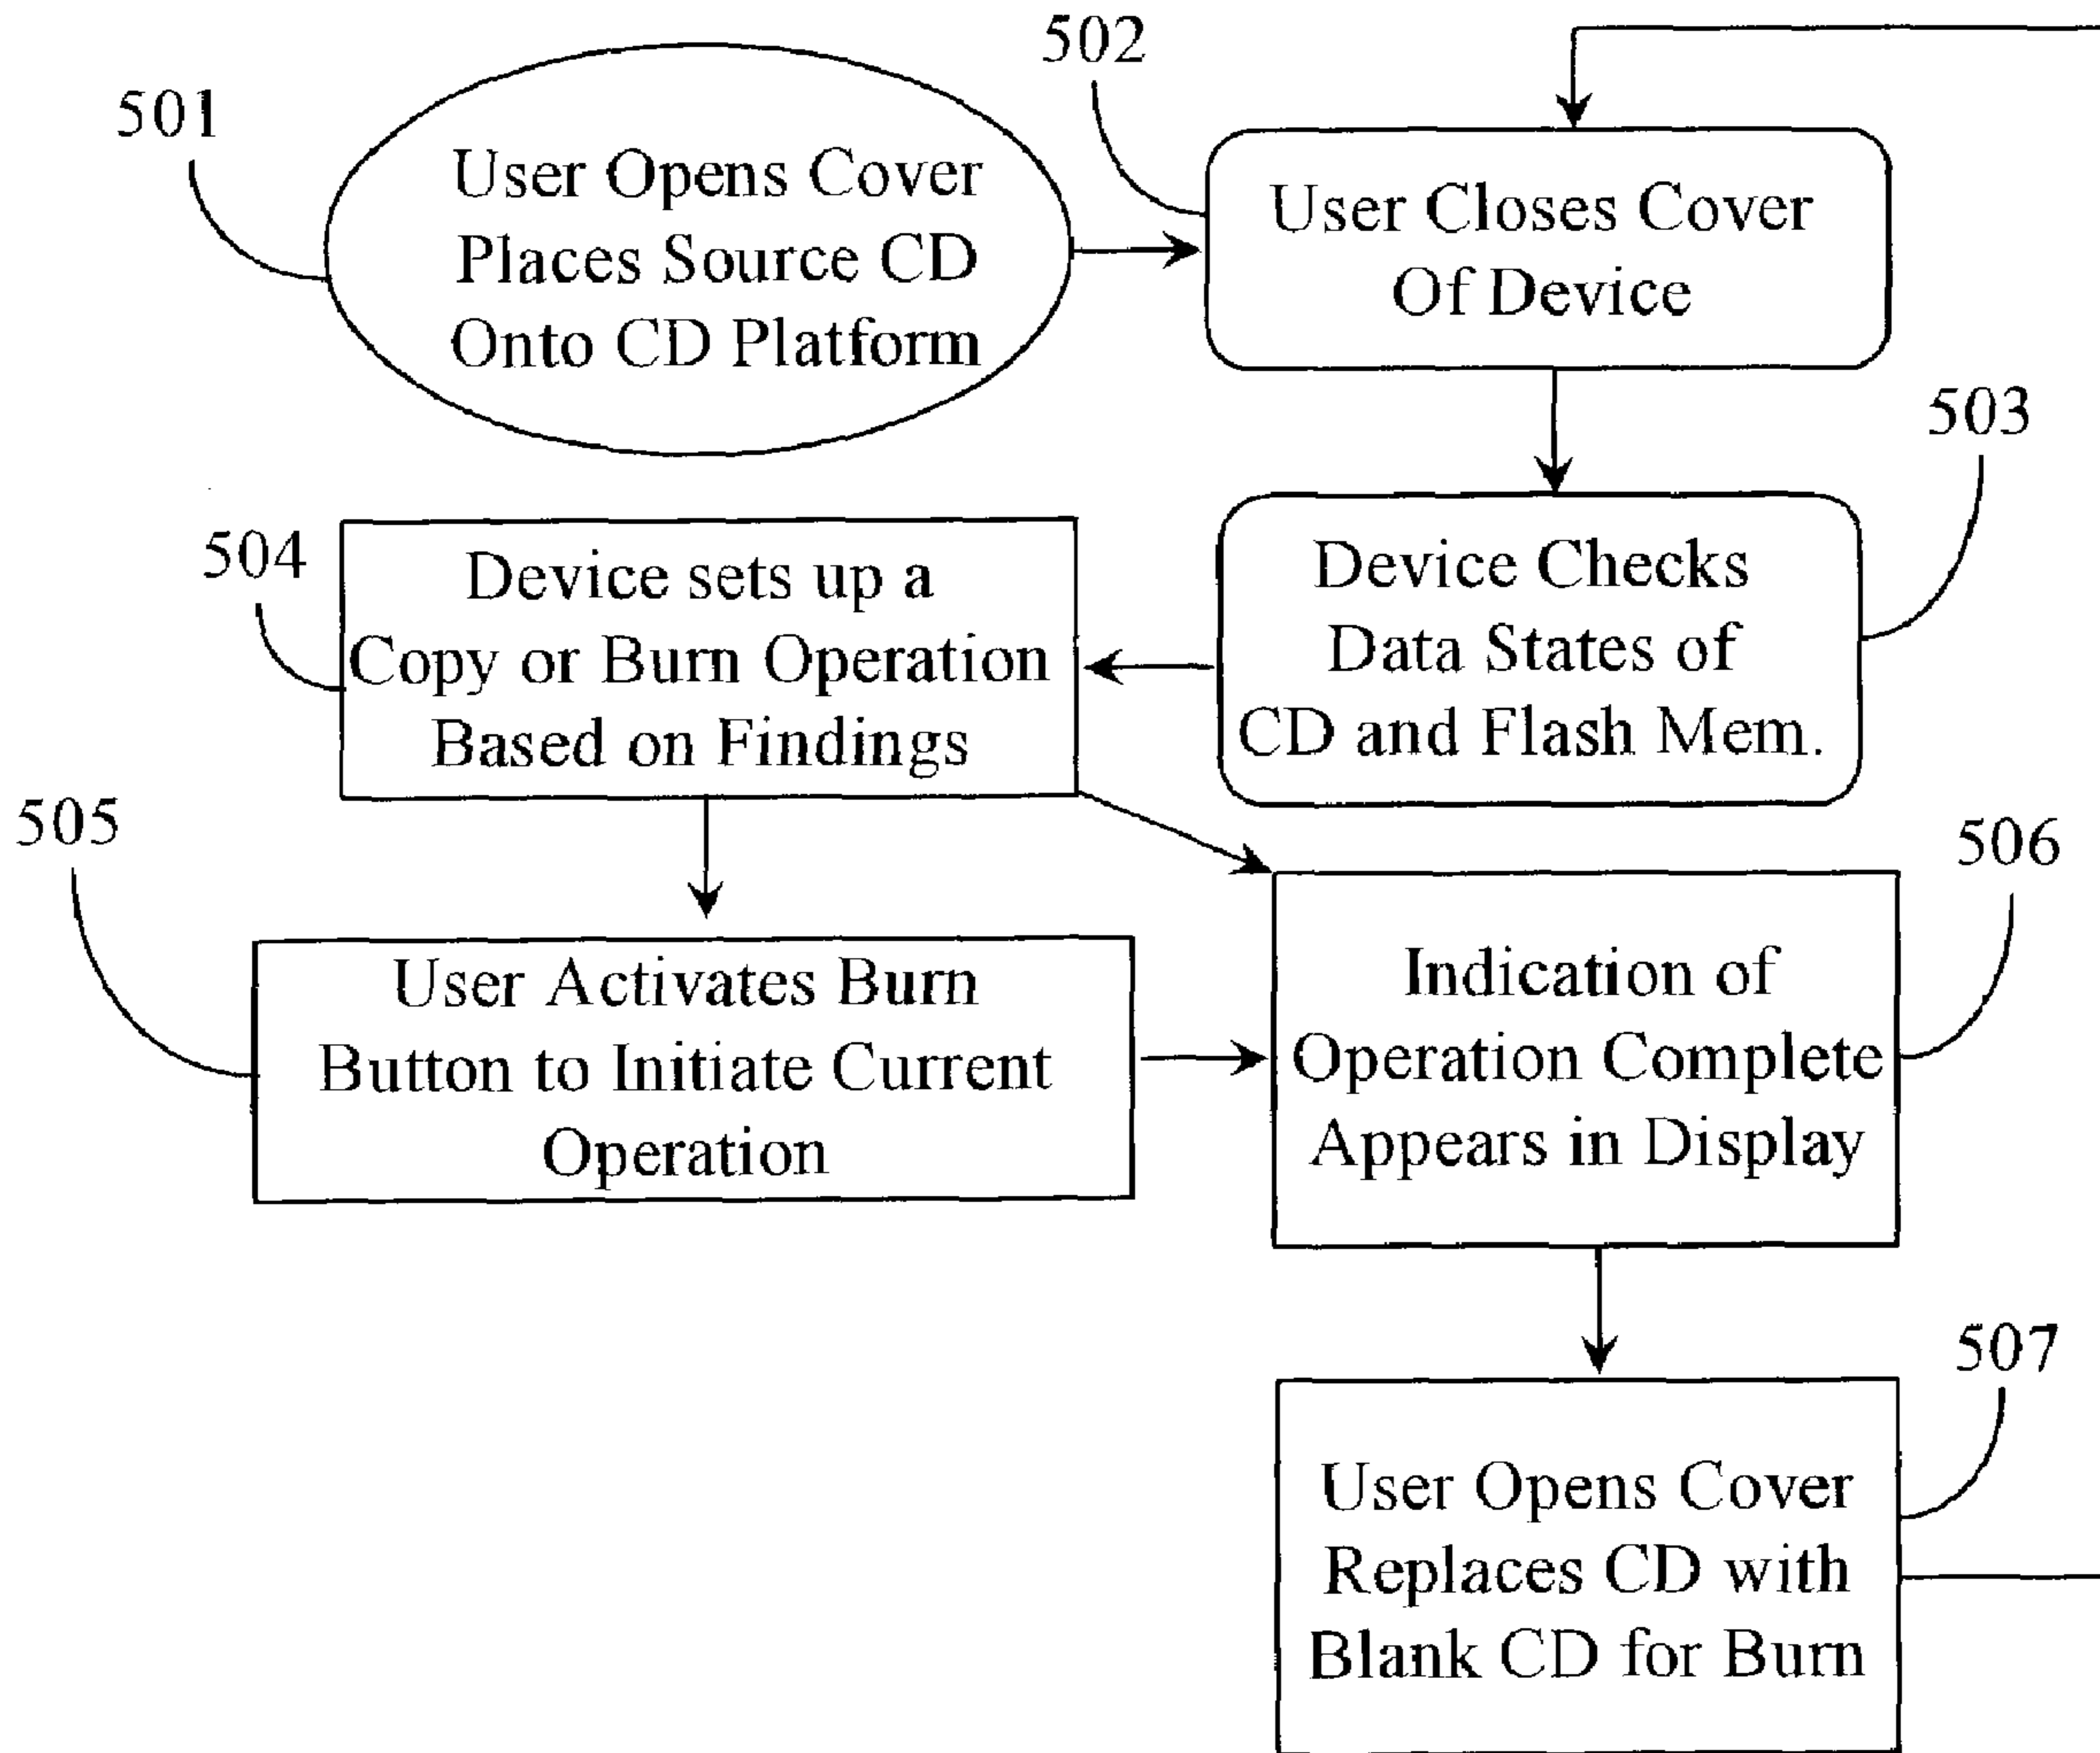 501
User Opens Cover
Places Source CD
Onto CD Platform
502
User Closes Cover
Of Device
503
Device Checks
Data States of
CD and Flash Mem.
504
Device sets up a
Copy or Burn Operation
Based on Findings
505
User Activates Burn
Button to Initiate Current
Operation
506
Indication of
Operation Complete
Appears in Display
507
User Opens Cover
Replaces CD with
Blank CD for Burn